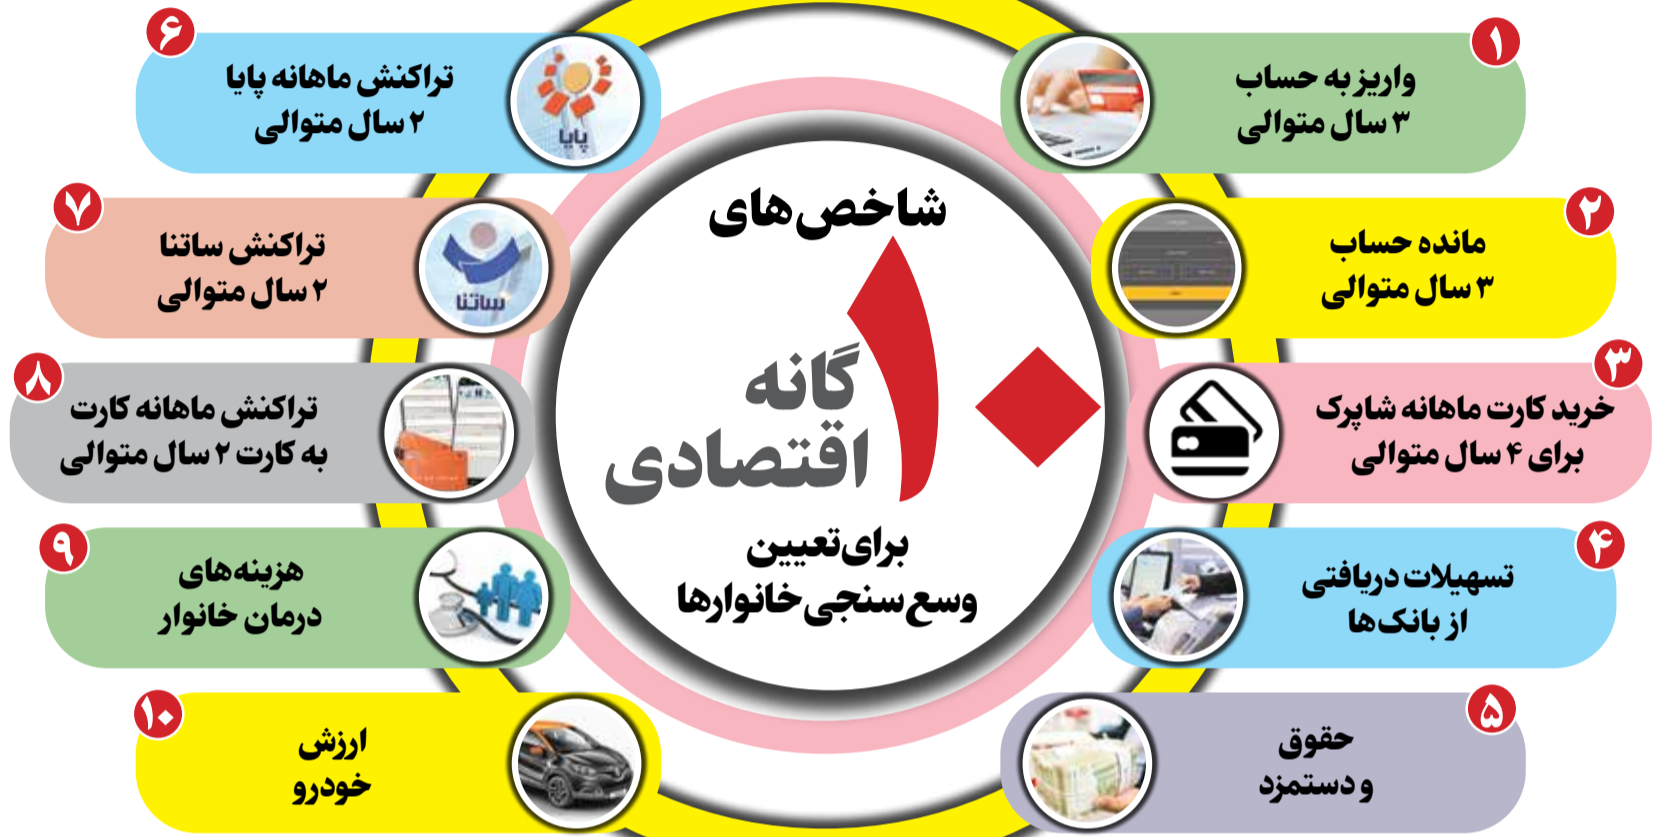 شاخص‌های
۱۰
گانه
اقتصادی
برای تعیین
وسع سنجی خانوارها
۱
واریز به حساب
۳ سال متوالی
۲
مانده حساب
۳ سال متوالی
۳
خرید کارت ماهانه شاپرک
برای ۴ سال متوالی
۴
تسهیلات دریافتی
از بانک‌ها
۵
حقوق
و دستمزد
۶
تراکنش ماهانه پایا
۲ سال متوالی
پایا
۷
تراکنش ساتنا
۲ سال متوالی
ساتنا
۸
تراکنش ماهانه کارت
به کارت ۲ سال متوالی
۹
هزینه‌های
درمان خانوار
۱۰
ارزش
خودرو